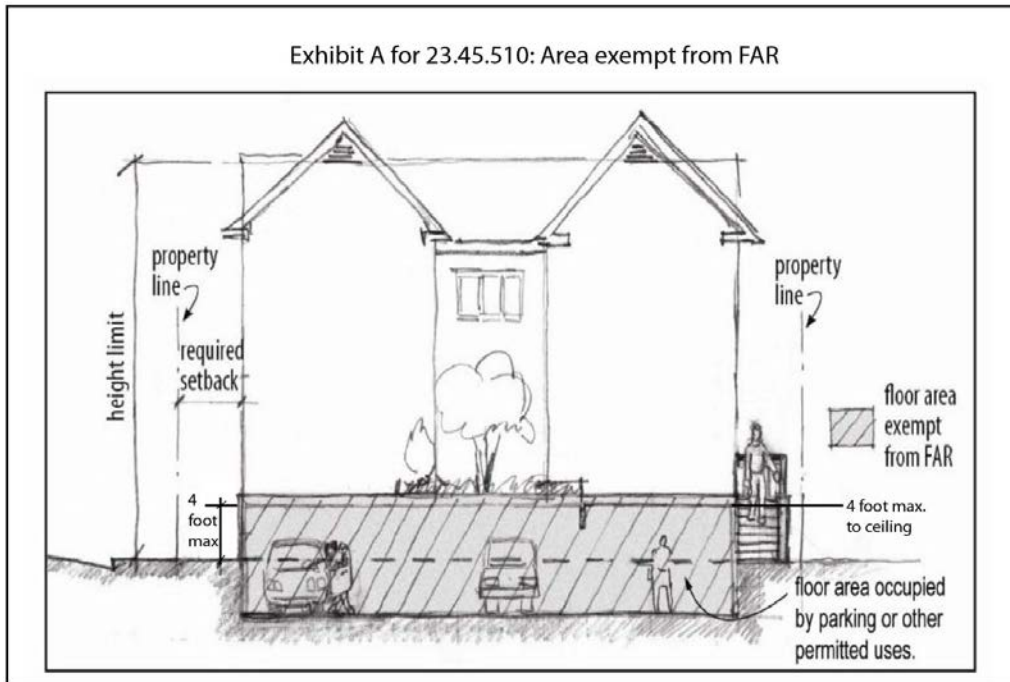 Exhibit A for 23.45.510: Area exempt from FAR
property
line
property
line
height limit
required
setback
floor area
exempt
from FAR
4
foot
max
4 foot max.
to ceiling
floor area occupied
by parking or other
permitted uses.